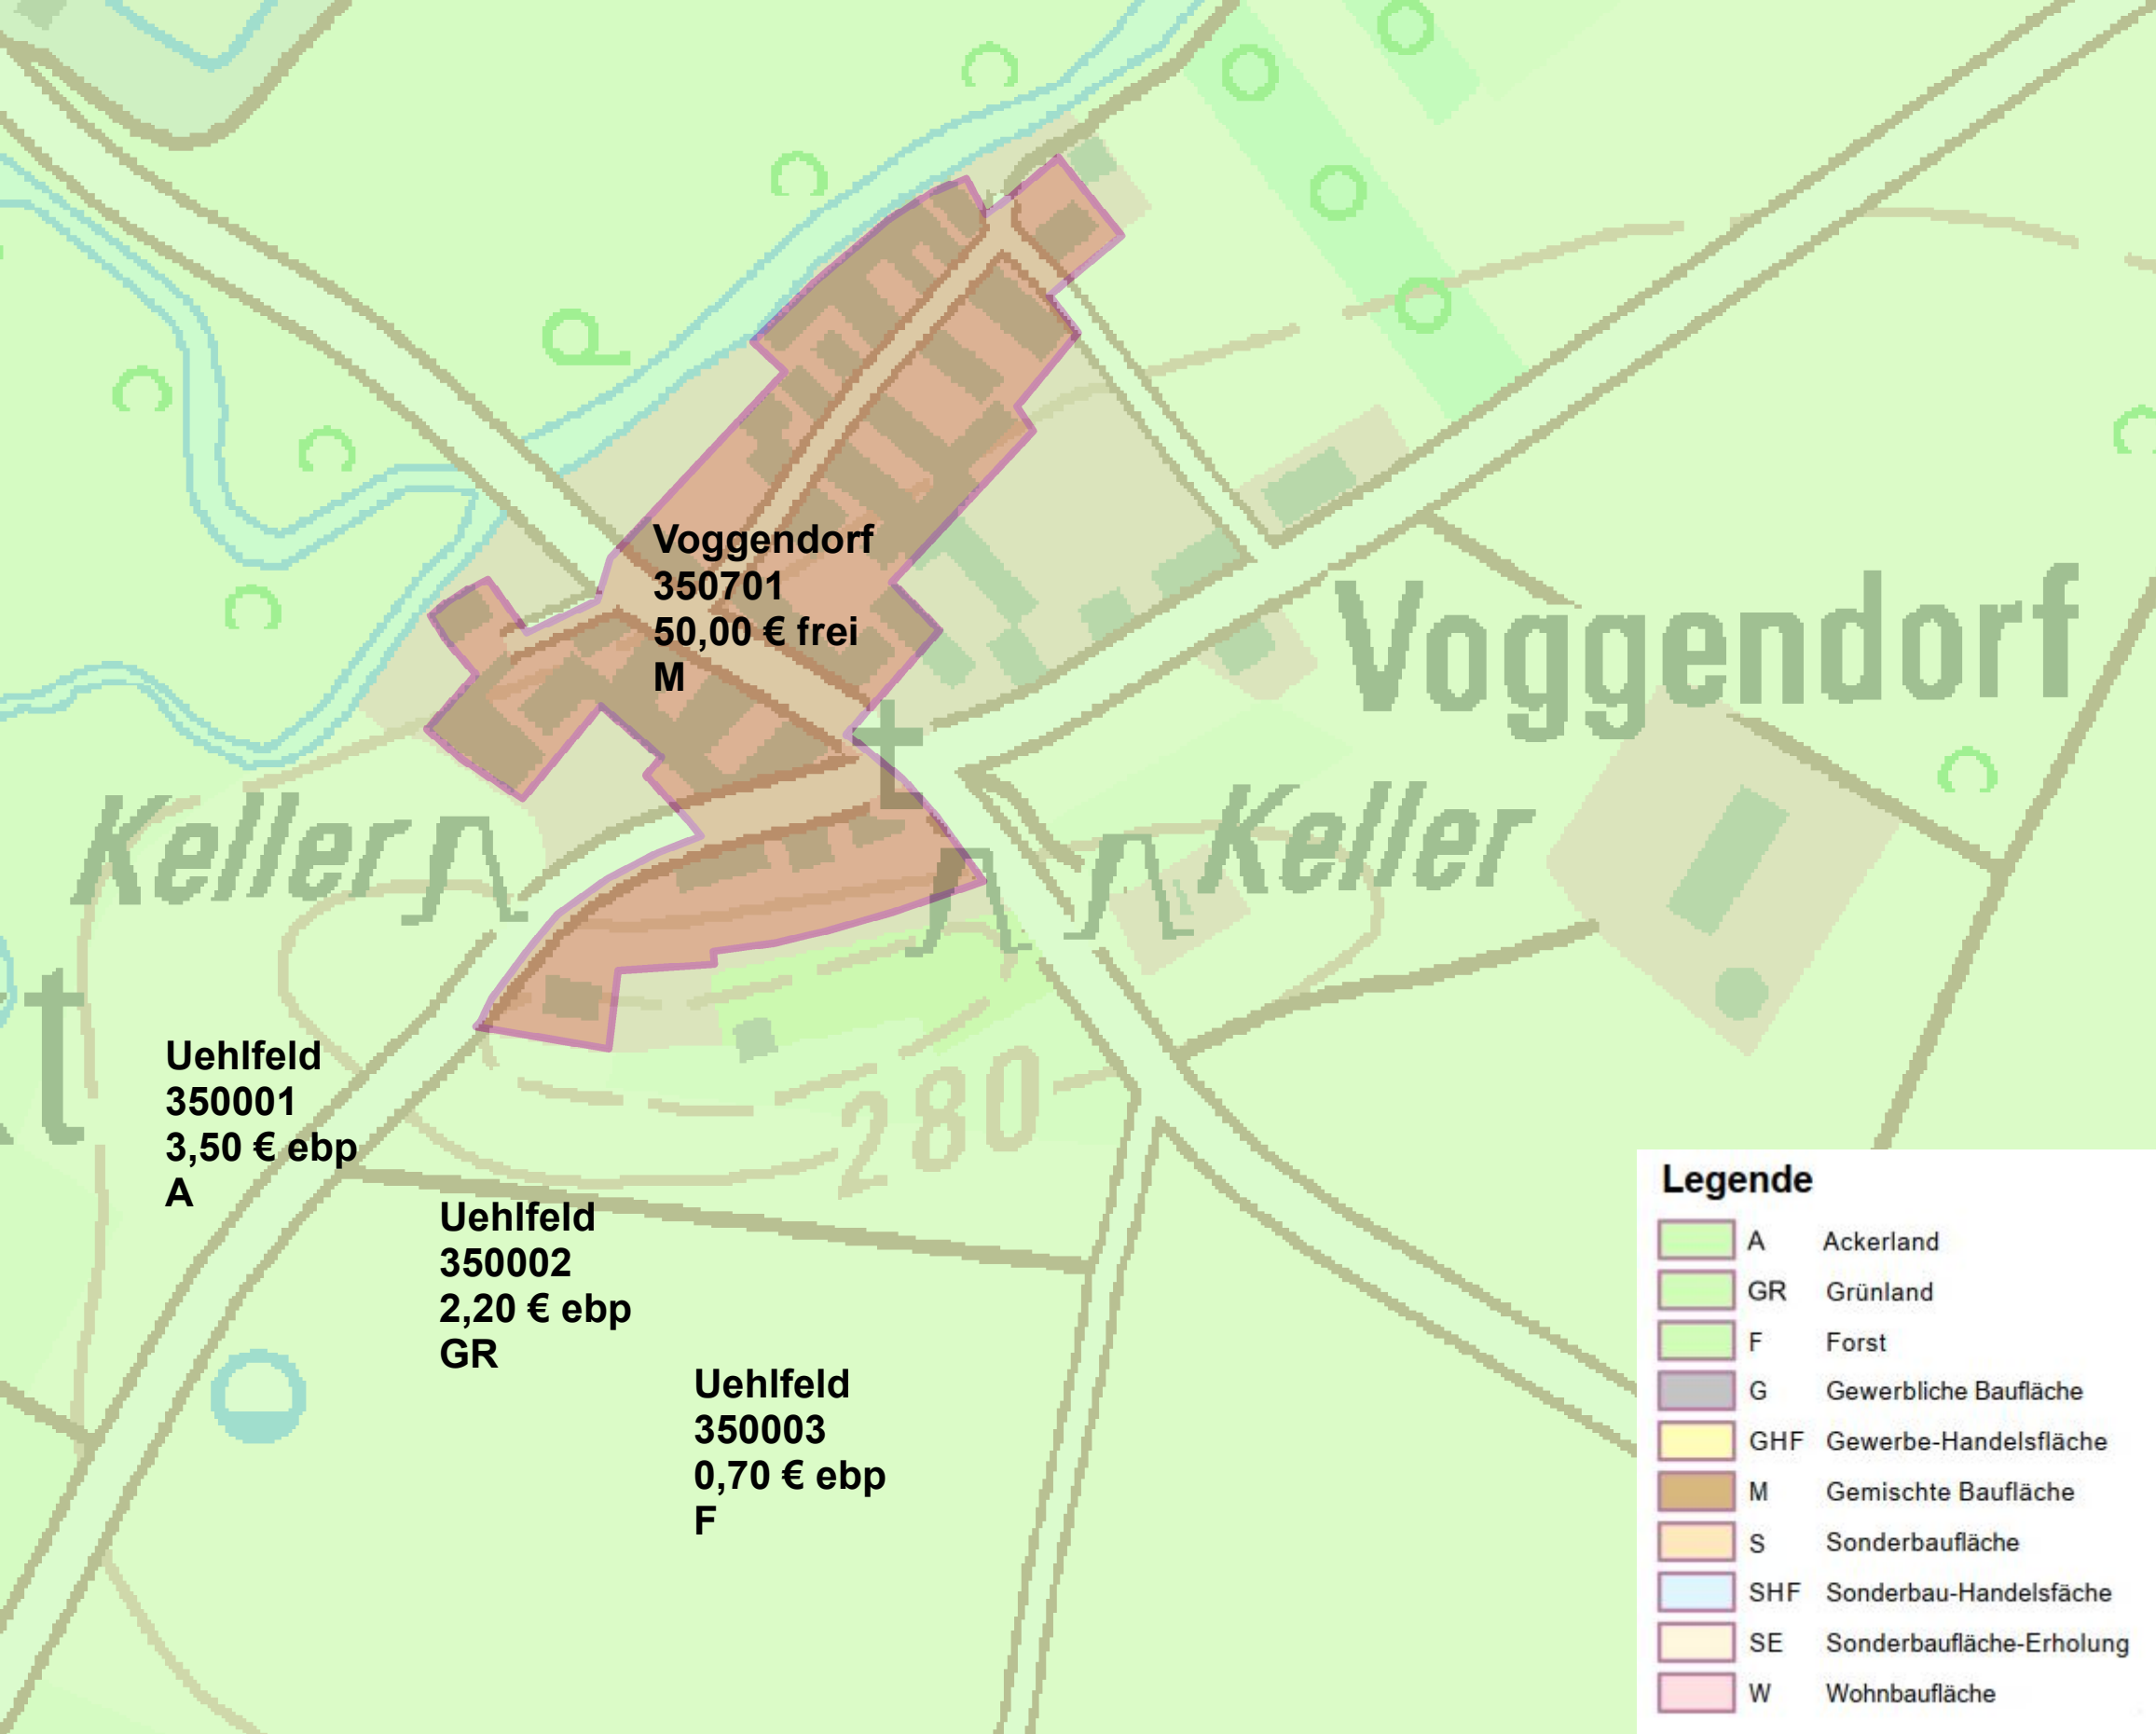 Voggendorf
350701
50,00 € frei
M
Voggendorf
Keller
Keller
t
t
280
Uehlfeld
350001
3,50 € ebp
A
Uehlfeld
350002
2,20 € ebp
GR
Uehlfeld
350003
0,70 € ebp
F
Legende
A Ackerland
GR Grünland
F Forst
G Gewerbliche Baufläche
GHF Gewerbe-Handelsfläche
M Gemischte Baufläche
S Sonderbaufläche
SHF Sonderbau-Handelsfäche
SE Sonderbaufläche-Erholung
W Wohnbaufläche